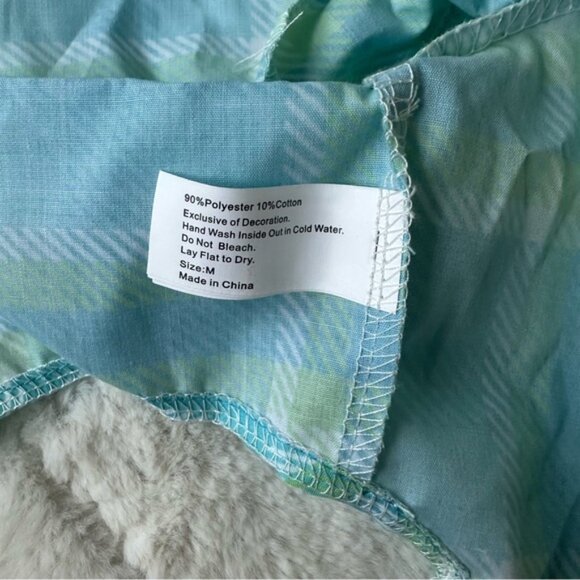 90%Polyester 10%Cotton
Exclusive of Decoration.
Hand Wash Inside Out in Cold Water.
Do Not Bleach.
Lay Flat to Dry.
Size:M
Made in China